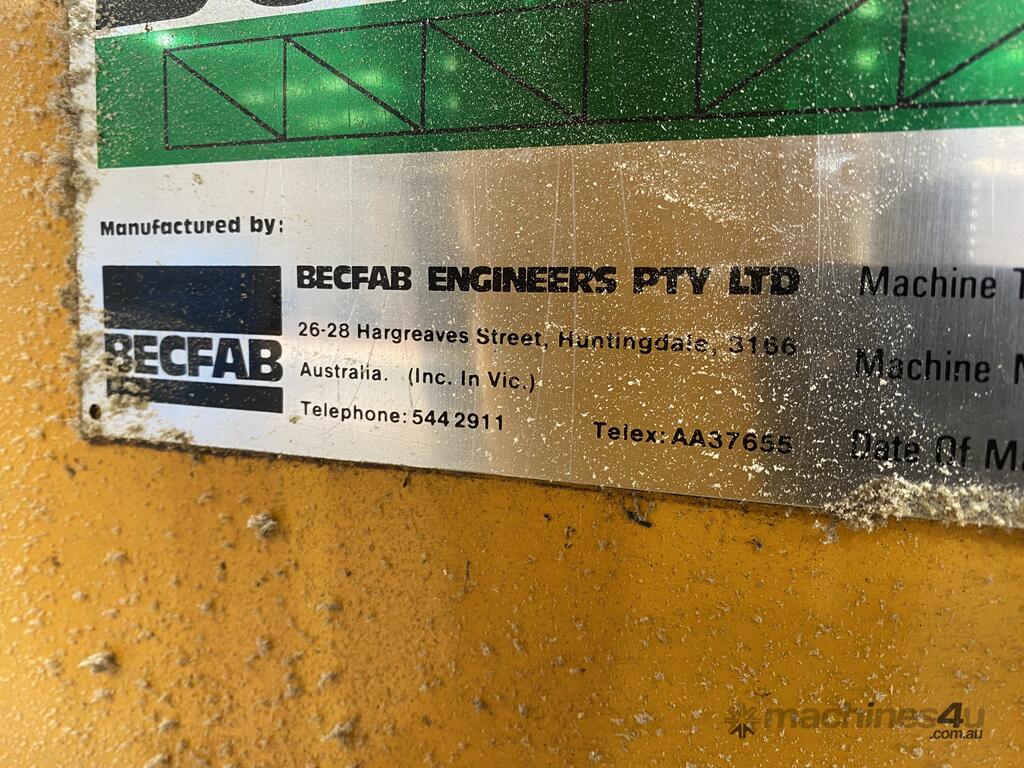 Manufactured by:
BECFAB
BECFAB ENGINEERS PTY LTD
26-28 Hargreaves Street, Huntingdale, 3166
Australia. (Inc. In Vic.)
Telephone: 544 2911
Telex: AA37655
Machine T
Machine
Date Of Ma
machines4u
.com.au